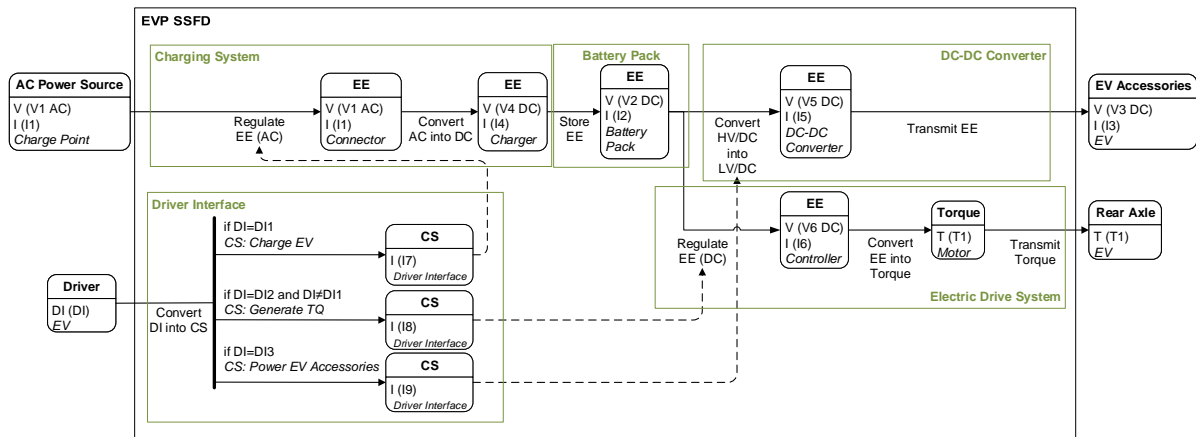 EVP SSFD
Charging System
Battery Pack
DC-DC Converter
AC Power Source
V (V1 AC)
I (I1)
Charge Point
Regulate
EE (AC)
EE
V (V1 AC)
I (I1)
Connector
Convert
AC into DC
EE
V (V4 DC)
I (I4)
Charger
Store
EE
EE
V (V2 DC)
I (I2)
Battery
Pack
Convert
HV/DC
into
LV/DC
EE
V (V5 DC)
I (I5)
DC-DC
Converter
Transmit EE
EV Accessories
V (V3 DC)
I (I3)
EV
Driver Interface
Driver
DI (DI)
EV
Convert
DI into CS
if DI=DI1
CS: Charge EV
CS
I (I7)
Driver Interface
if DI=DI2 and DI≠DI1
CS: Generate TQ
CS
I (I8)
Driver Interface
if DI=DI3
CS: Power EV Accessories
CS
I (I9)
Driver Interface
Regulate
EE (DC)
EE
V (V6 DC)
I (I6)
Controller
Convert
EE into
Torque
Torque
T (T1)
Motor
Transmit
Torque
Rear Axle
T (T1)
EV
Electric Drive System